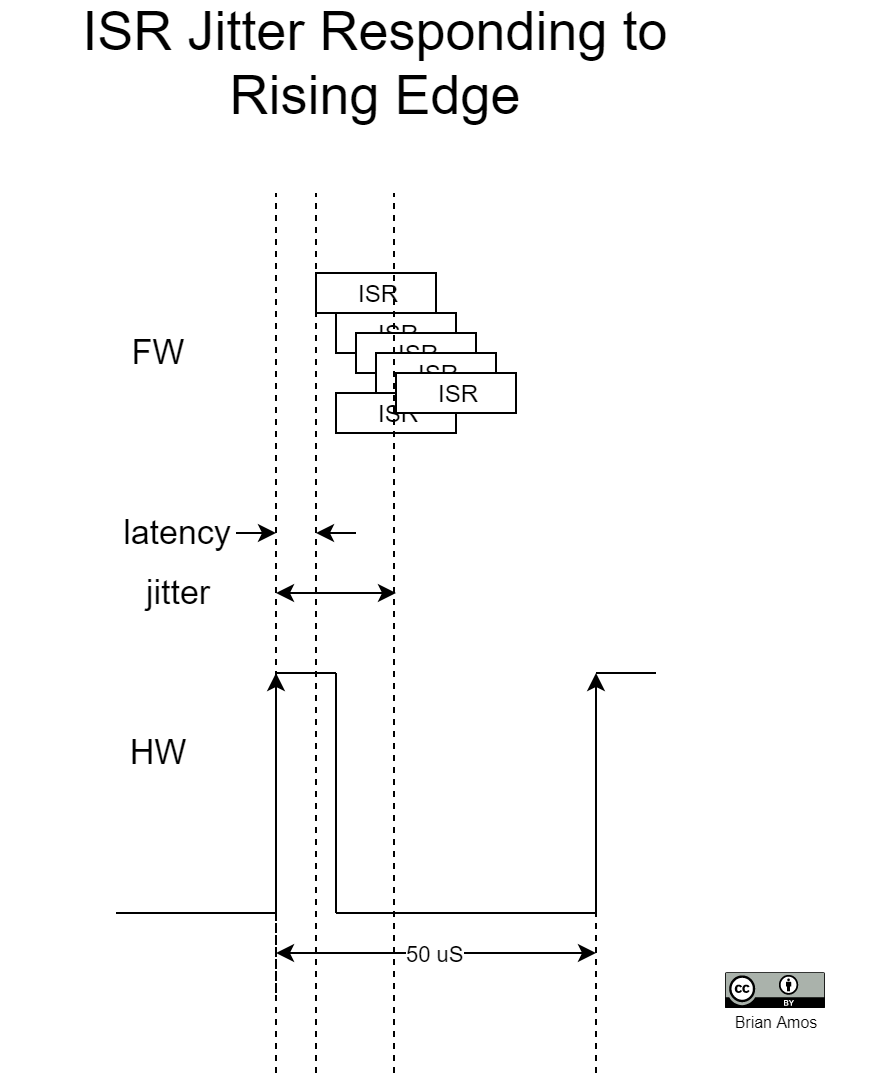 ISR Jitter Responding to
Rising Edge
ISR
ISR
ISR
ISR
FW
ISR
ISR
latency
jitter
HW
50 uS
cc
BY
Brian Amos